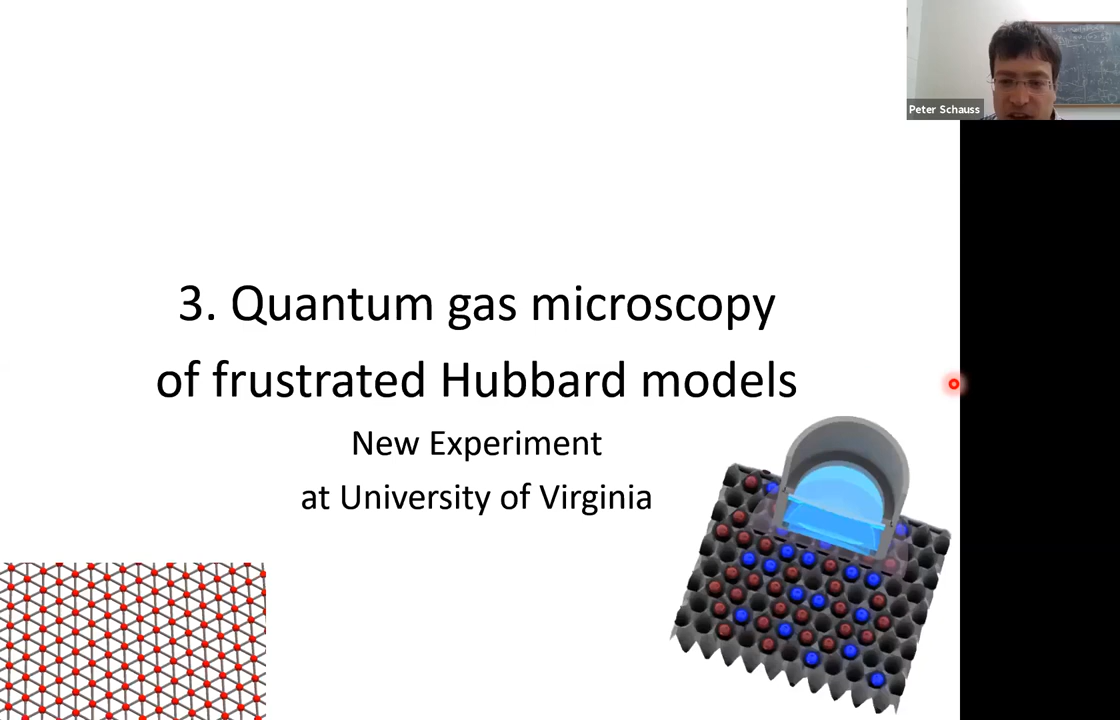 Peter Schauss
3. Quantum gas microscopy
of frustrated Hubbard models
New Experiment
at University of Virginia